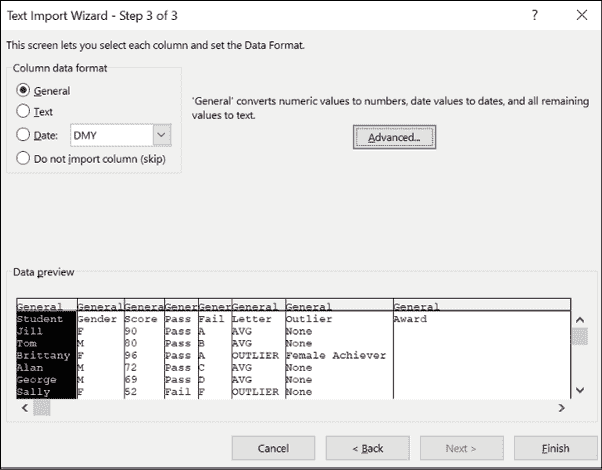 Text Import Wizard - Step 3 of 3
?
This screen lets you select each column and set the Data Format.
Column data format
General
Text
Date: DMY
Do not import column (skip)
'General' converts numeric values to numbers, date values to dates, and all remaining
values to text.
Advanced...
Data preview
General General Genera Gener Gener General General General
Student Gender Score Pass Fail Letter Outlier Award
Jill F 90 Pass A AVG None
Tom M 80 Pass B AVG None
Brittany F 96 Pass A OUTLIER Female Achiever
Alan M 72 Pass C AVG None
George M 69 Pass D AVG None
Sally F 52 Fail F OUTLIER None
Cancel < Back Next > Finish